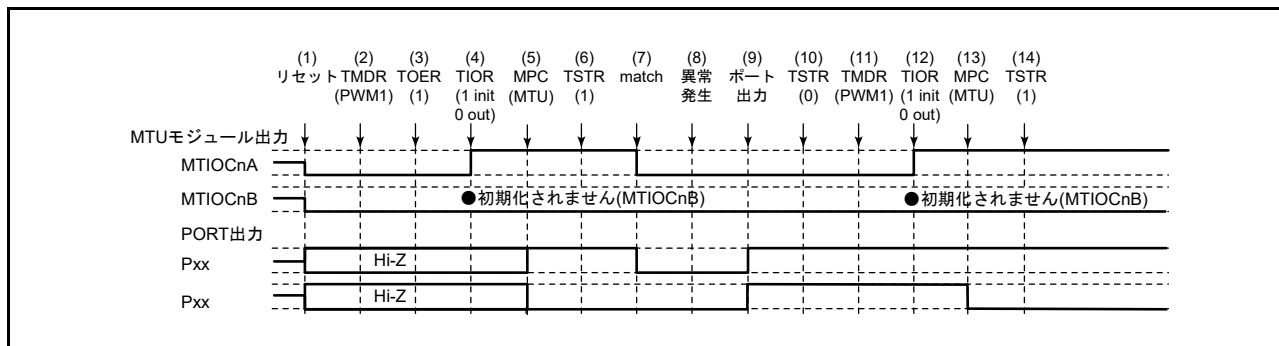 (1) (2) (3) (4) (5) (6) (7) (8) (9) (10) (11) (12) (13) (14)
リセット TMDR TOER TIOR MPC TSTR match 異常 ポート TSTR TMDR TIOR MPC TSTR
(PWM1) (1) (1 init (MTU) (1) 発生 出力 (0) (PWM1) (1 init (MTU) (1)
0 out) 0 out)
MTUモジュール出力
MTIOCnA
MTIOCnB ●初期化されません(MTIOCnB) ●初期化されません(MTIOCnB)
PORT出力
Pxx Hi-Z
Pxx Hi-Z